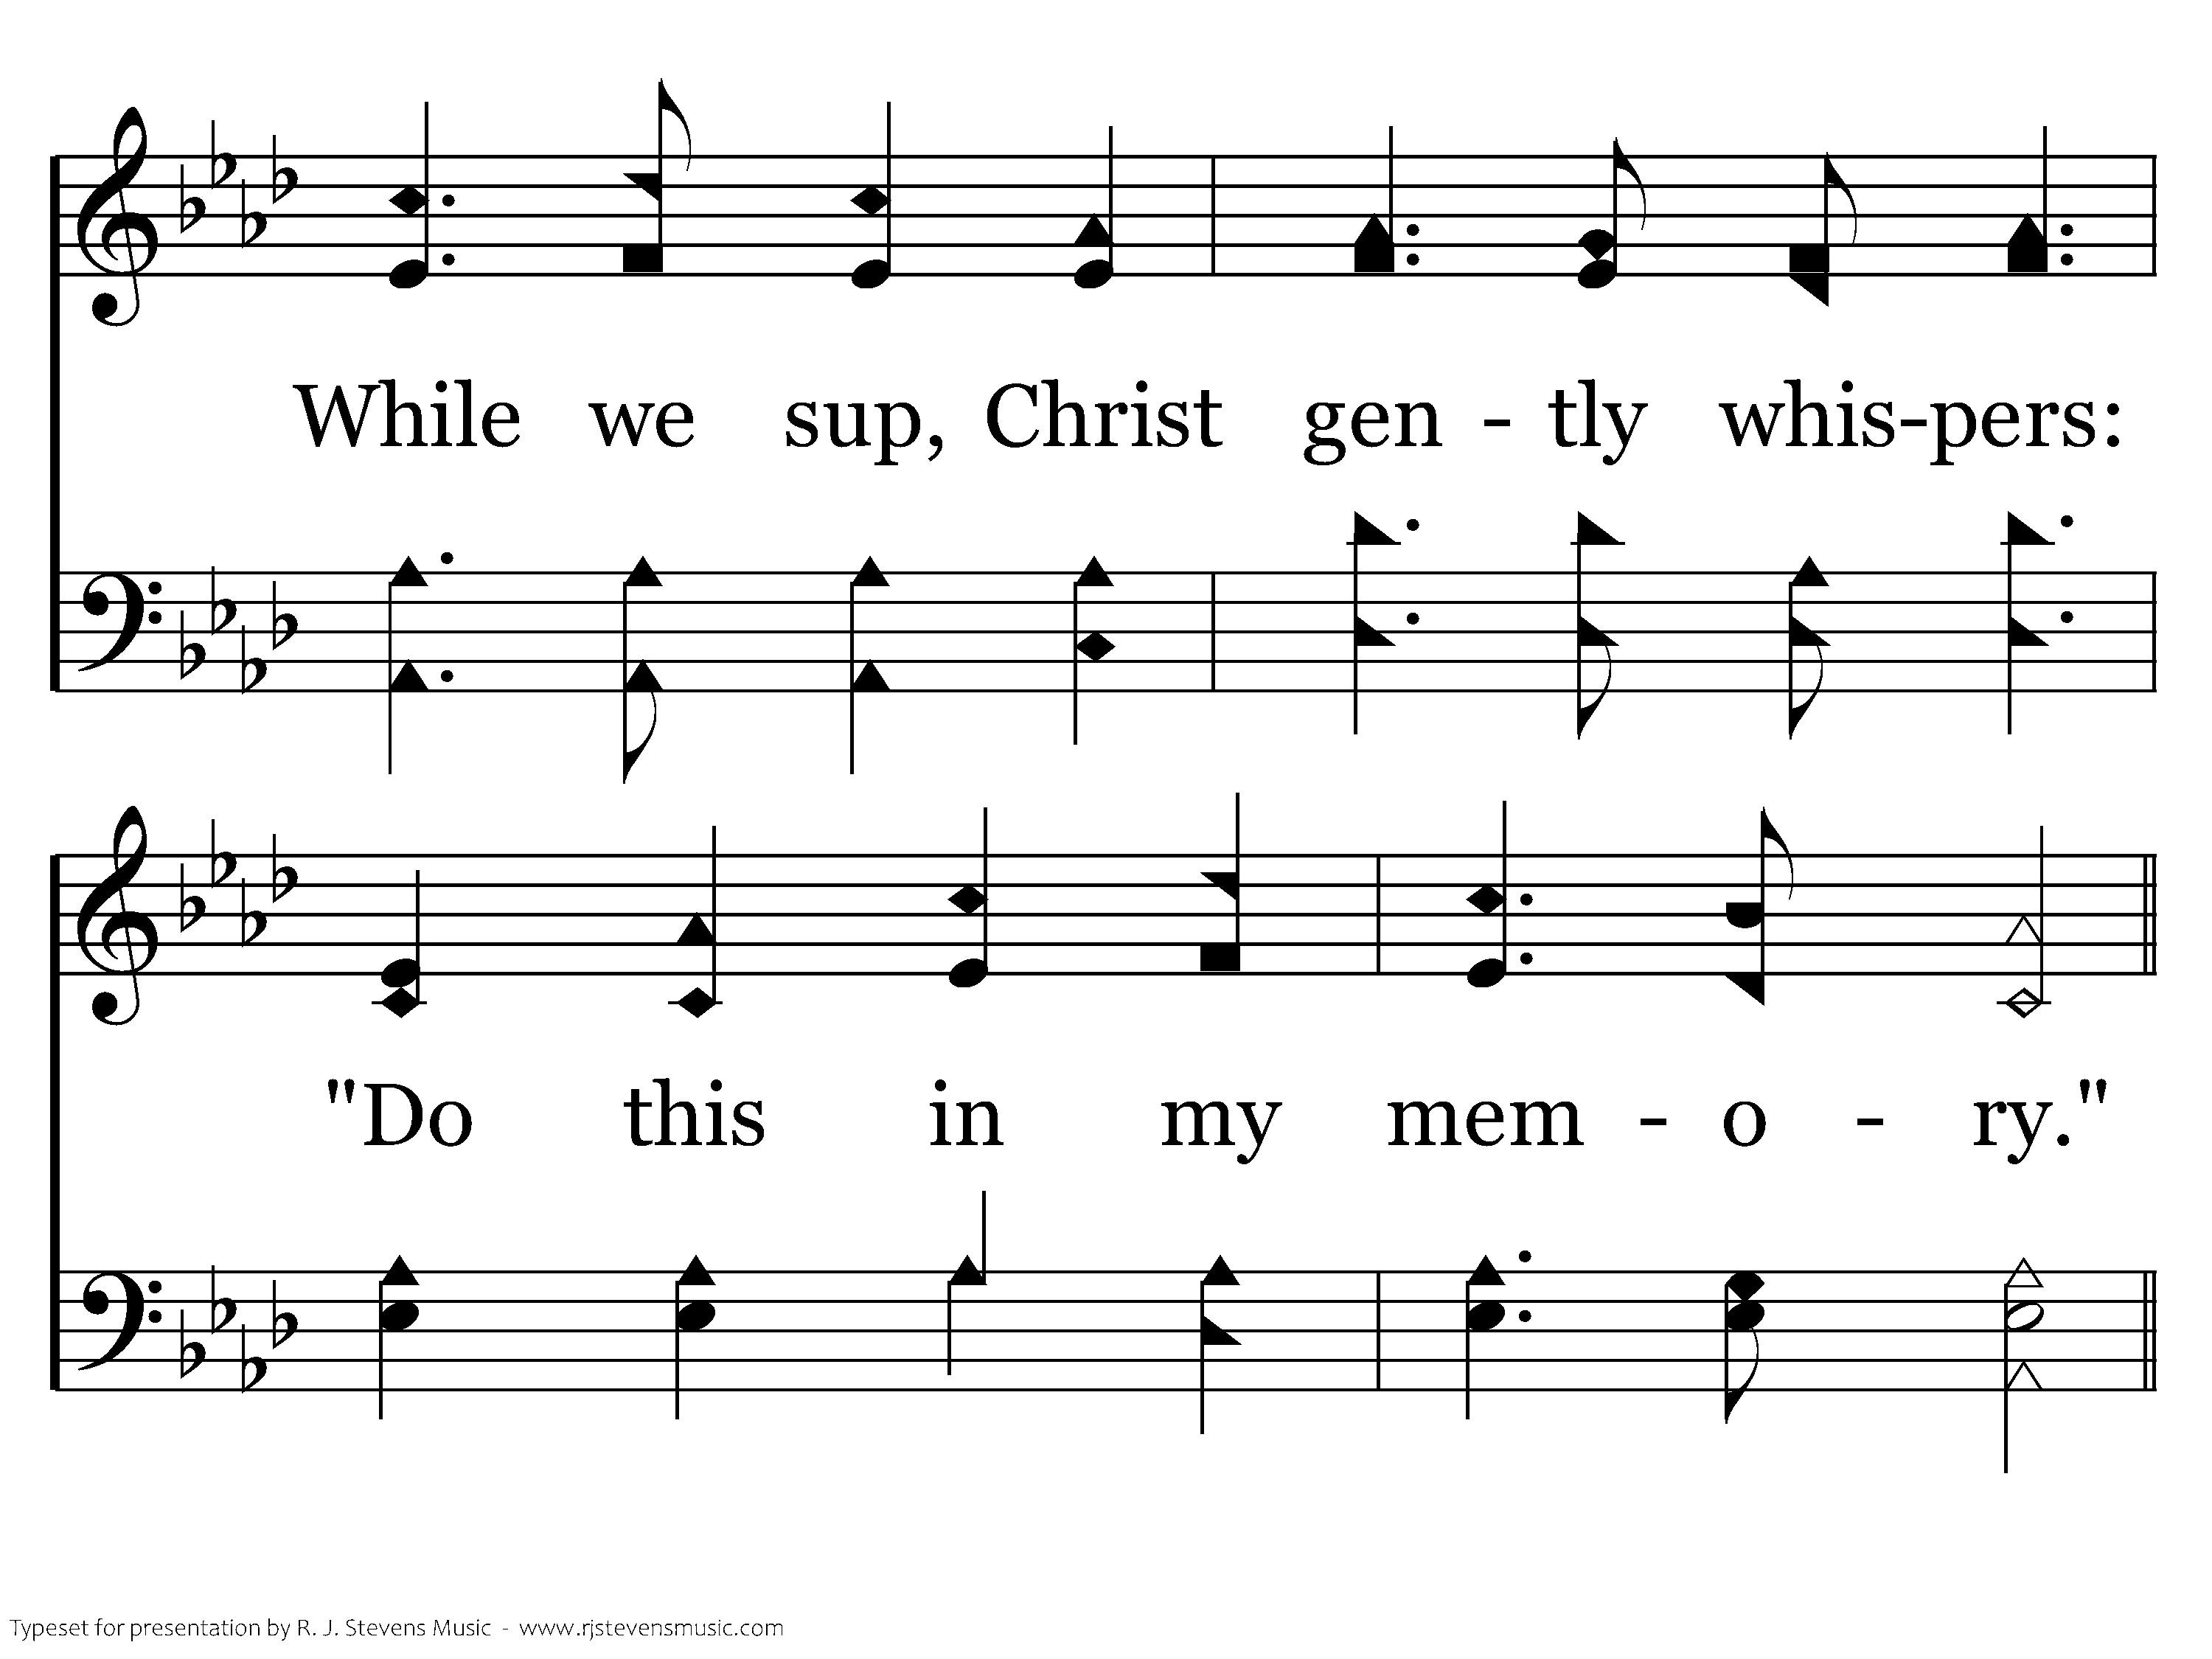 While we sup, Christ gen - tly whis-pers:
"Do this in my mem - o - ry."
Typeset for presentation by R. J. Stevens Music - www.rjstevensmusic.com